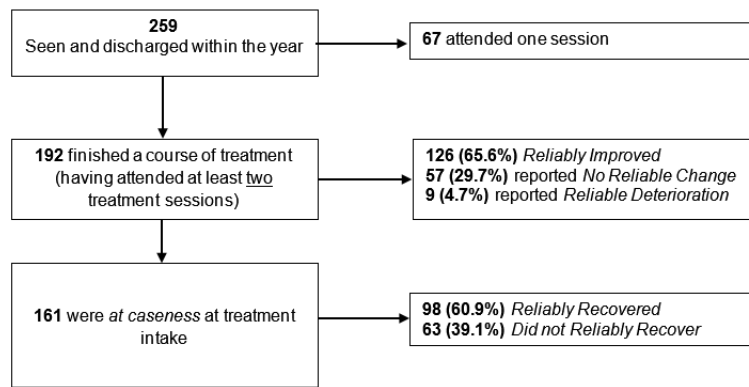 259
Seen and discharged within the year
67 attended one session
192 finished a course of treatment
(having attended at least two
treatment sessions)
126 (65.6%) Reliably Improved
57 (29.7%) reported No Reliable Change
9 (4.7%) reported Reliable Deterioration
161 were at caseness at treatment
intake
98 (60.9%) Reliably Recovered
63 (39.1%) Did not Reliably Recover